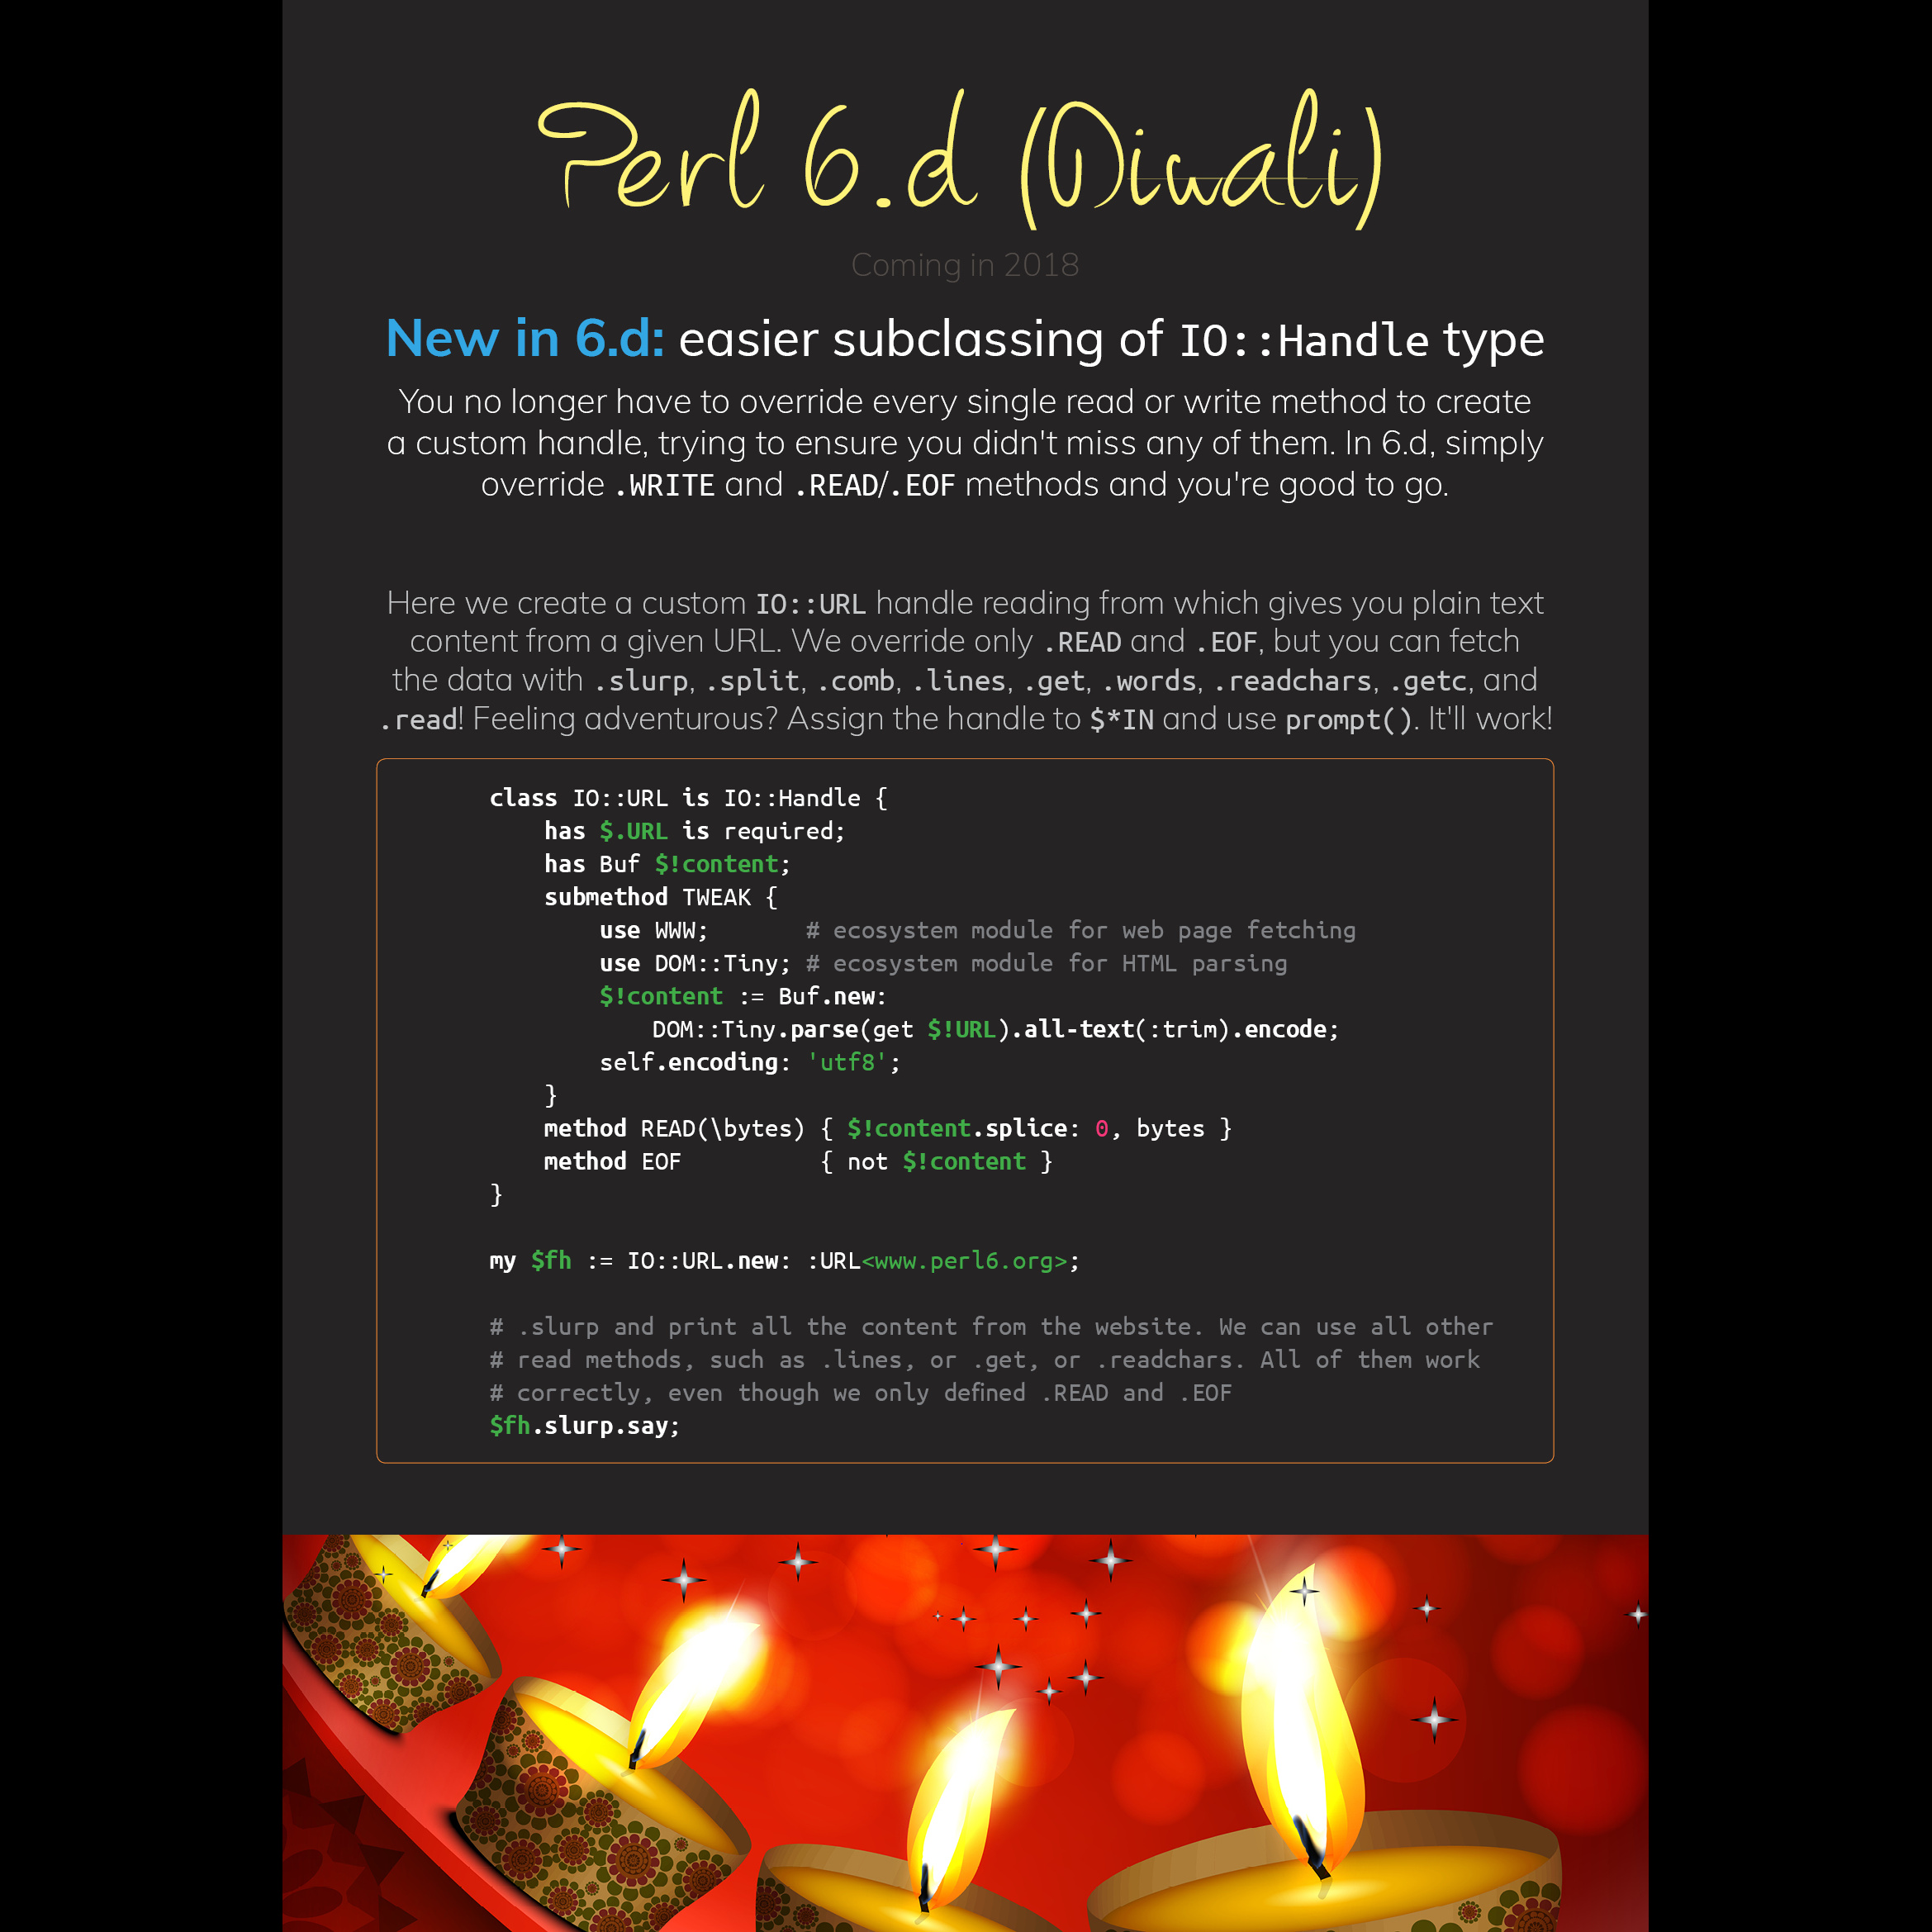 Perl 6.d (Diwali)
Coming in 2018
New in 6.d: easier subclassing of IO::Handle type
You no longer have to override every single read or write method to create
a custom handle, trying to ensure you didn't miss any of them. In 6.d, simply
override .WRITE and .READ/.EOF methods and you're good to go.
Here we create a custom IO::URL handle reading from which gives you plain text
content from a given URL. We override only .READ and .EOF, but you can fetch
the data with .slurp, .split, .comb, .lines, .get, .words, .readchars, .getc, and
.read! Feeling adventurous? Assign the handle to $*IN and use prompt(). It'll work!
class IO::URL is IO::Handle {
    has $.URL is required;
    has Buf $!content;
    submethod TWEAK {
        use WWW;       # ecosystem module for web page fetching
        use DOM::Tiny; # ecosystem module for HTML parsing
        $!content := Buf.new:
            DOM::Tiny.parse(get $!URL).all-text(:trim).encode;
        self.encoding: 'utf8';
    }
    method READ(\bytes) { $!content.splice: 0, bytes }
    method EOF          { not $!content }
}
my $fh := IO::URL.new: :URL<www.perl6.org>;
# .slurp and print all the content from the website. We can use all other
# read methods, such as .lines, or .get, or .readchars. All of them work
# correctly, even though we only defined .READ and .EOF
$fh.slurp.say;